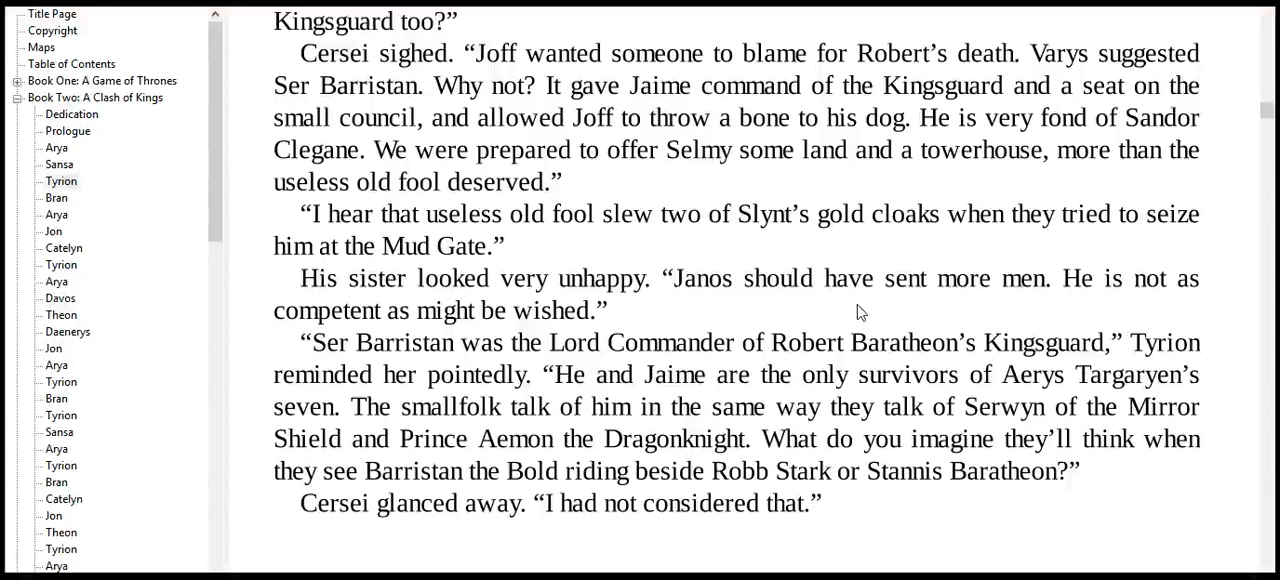 Title Page
Copyright
Maps
Table of Contents
Book One: A Game of Thrones
Book Two: A Clash of Kings
Dedication
Prologue
Arya
Sansa
Tyrion
Bran
Arya
Jon
Catelyn
Tyrion
Arya
Davos
Theon
Daenerys
Jon
Arya
Tyrion
Bran
Tyrion
Sansa
Arya
Tyrion
Bran
Catelyn
Jon
Theon
Tyrion
Arya
Kingsguard too?”
Cersei sighed. “Joff wanted someone to blame for Robert’s death. Varys suggested
Ser Barristan. Why not? It gave Jaime command of the Kingsguard and a seat on the
small council, and allowed Joff to throw a bone to his dog. He is very fond of Sandor
Clegane. We were prepared to offer Selmy some land and a towerhouse, more than the
useless old fool deserved.”
“I hear that useless old fool slew two of Slynt’s gold cloaks when they tried to seize
him at the Mud Gate.”
His sister looked very unhappy. “Janos should have sent more men. He is not as
competent as might be wished.”
“Ser Barristan was the Lord Commander of Robert Baratheon’s Kingsguard,” Tyrion
reminded her pointedly. “He and Jaime are the only survivors of Aerys Targaryen’s
seven. The smallfolk talk of him in the same way they talk of Serwyn of the Mirror
Shield and Prince Aemon the Dragonknight. What do you imagine they’ll think when
they see Barristan the Bold riding beside Robb Stark or Stannis Baratheon?”
Cersei glanced away. “I had not considered that.”